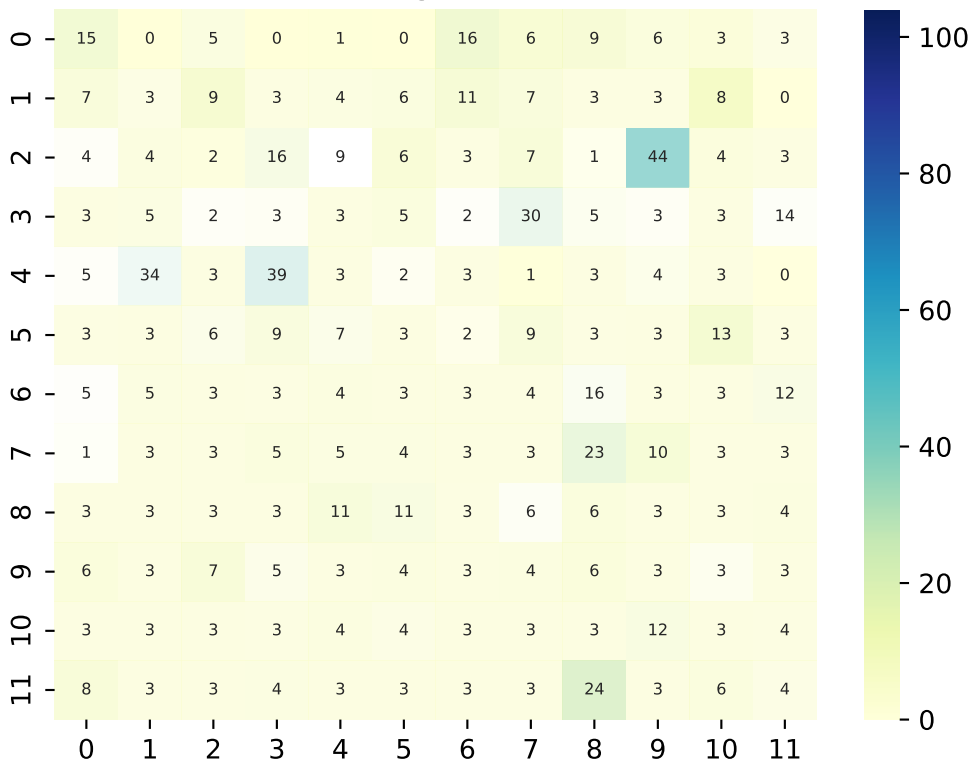 0 15 0 5 0 1 0 16 6 9 6 3 3
1 7 3 9 3 4 6 11 7 3 3 8 0
2 4 4 2 16 9 6 3 7 1 44 4 3
3 3 5 2 3 3 5 2 30 5 3 3 14
4 5 34 3 39 3 2 3 1 3 4 3 0
5 3 3 6 9 7 3 2 9 3 3 13 3
6 5 5 3 3 4 3 3 4 16 3 3 12
7 1 3 3 5 5 4 3 3 23 10 3 3
8 3 3 3 3 11 11 3 6 6 3 3 4
9 6 3 7 5 3 4 3 4 6 3 3 3
10 3 3 3 3 4 4 3 3 3 12 3 4
11 8 3 3 4 3 3 3 3 24 3 6 4
0 1 2 3 4 5 6 7 8 9 10 11
100
80
60
40
20
0